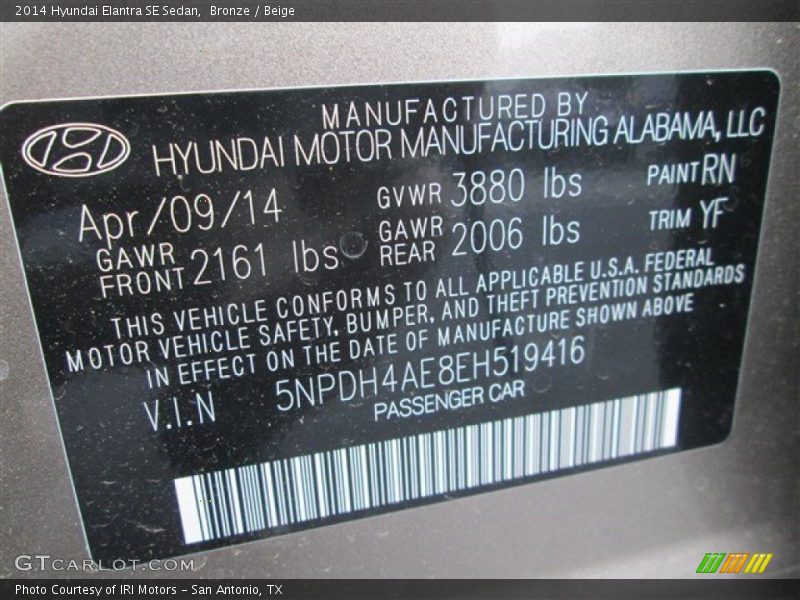 2014 Hyundai Elantra SE Sedan, Bronze / Beige
MANUFACTURED BY
HYUNDAI MOTOR MANUFACTURING ALABAMA, LLC
Apr/09/14 GVWR 3880 lbs PAINT RN
GAWR FRONT 2161 lbs GAWR REAR 2006 lbs TRIM YF
THIS VEHICLE CONFORMS TO ALL APPLICABLE U.S.A. FEDERAL
MOTOR VEHICLE SAFETY, BUMPER, AND THEFT PREVENTION STANDARDS
IN EFFECT ON THE DATE OF MANUFACTURE SHOWN ABOVE
V.I.N 5NPDH4AE8EH519416
PASSENGER CAR
GTCARLOT.COM
Photo Courtesy of IRI Motors - San Antonio, TX